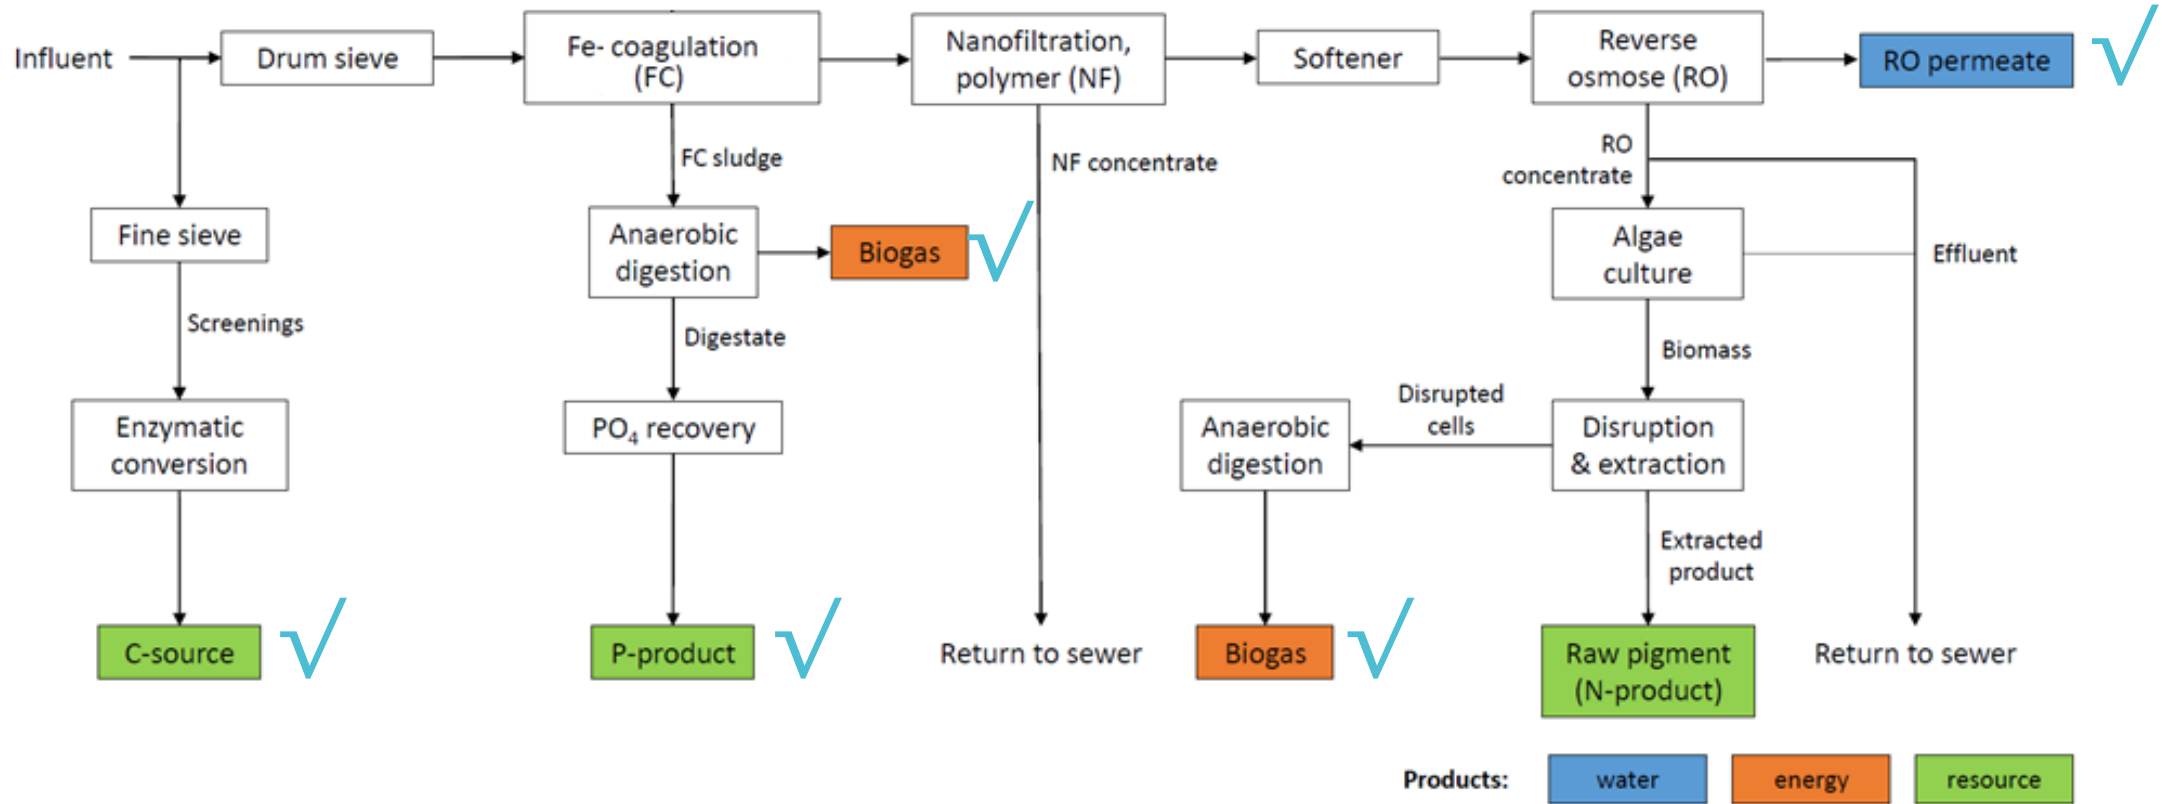 Influent
Drum sieve
Fe- coagulation
(FC)
Nanofiltration,
polymer (NF)
Softener
Reverse
osmose (RO)
RO permeate
FC sludge
NF concentrate
RO
concentrate
Fine sieve
Anaerobic
digestion
Biogas
Algae
culture
Effluent
Screenings
Digestate
Biomass
Enzymatic
conversion
PO₄ recovery
Disrupted
cells
Anaerobic
digestion
Disruption
& extraction
Extracted
product
C-source
P-product
Return to sewer
Biogas
Raw pigment
(N-product)
Return to sewer
Products:
water
energy
resource